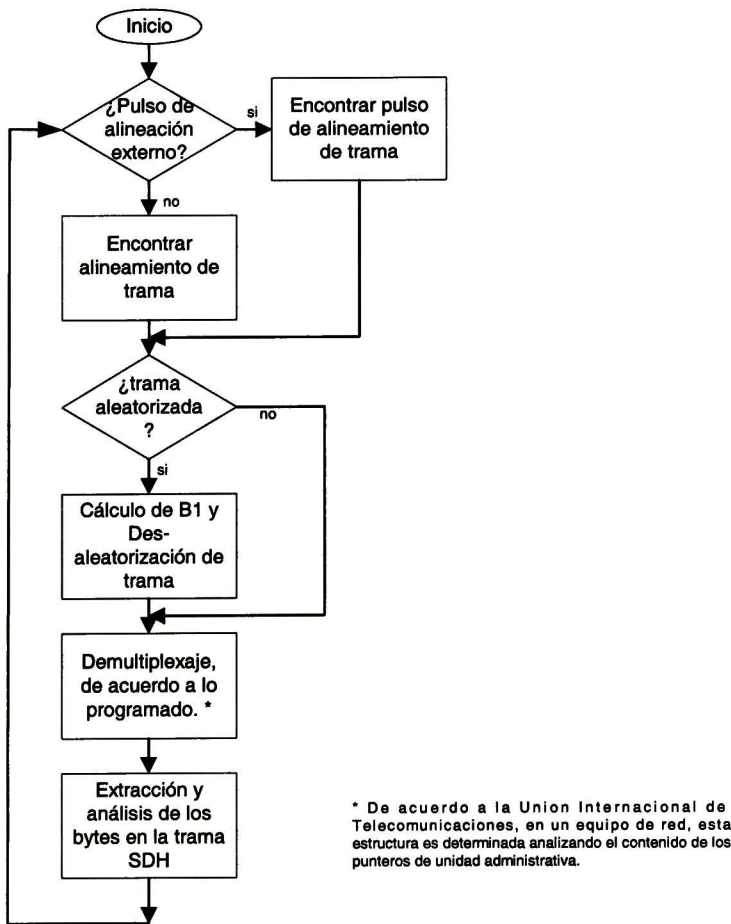 Inicio
¿Pulso de
alineación
externo?
si
Encontrar pulso
de alineamiento
de trama
no
Encontrar
alineamiento de
trama
¿trama
aleatorizada
?
no
si
Cálculo de B1 y
Des-
aleatorización de
trama
Demultiplexaje,
de acuerdo a lo
programado. *
Extracción y
análisis de los
bytes en la trama
SDH
* De acuerdo a la Union Internacional de
Telecomunicaciones, en un equipo de red, esta
estructura es determinada analizando el contenido de los
punteros de unidad administrativa.